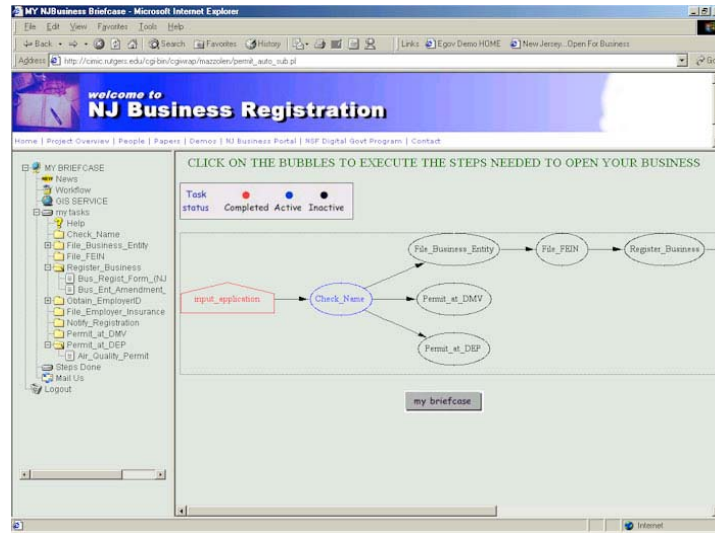 MY NJBusiness Briefcase - Microsoft Internet Explorer
File Edit View Favorites Tools Help
Back Search Favorites History Links Egov Demo HOME New Jersey...Open For Business
Address http://cimic.rutgers.edu/cgi-bin/cgiwrap/mazzolen/permit_auto_sub.pl Go
welcome to
NJ Business Registration
Home | Project Overview | People | Papers | Demos | NJ Business Portal | NSF Digital Govt Program | Contact
MY BRIEFCASE
News
Workflow
GIS SERVICE
my tasks
Help
Check_Name
File_Business_Entity
File_FEIN
Register_Business
Bus_Regist_Form_(NJ
Bus_Ent_Amendment_
Obtain_EmployerID
File_Employer_Insurance
Notify_Registration
Permit_at_DMV
Permit_at_DEP
Air_Quality_Permit
Steps Done
Mail Us
Logout
CLICK ON THE BUBBLES TO EXECUTE THE STEPS NEEDED TO OPEN YOUR BUSINESS
Task status Completed Active Inactive
File_Business_Entity File_FEIN Register_Business
input_application Check_Name Permit_at_DMV
Permit_at_DEP
my briefcase
Internet